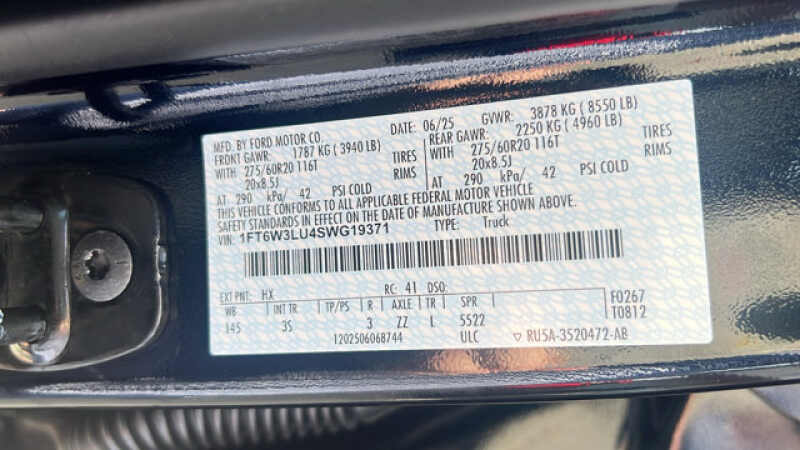 MFD. BY FORD MOTOR CO. DATE: 06/25 GVWR: 3878 KG ( 8550 LB)
FRONT GAWR: 1787 KG ( 3940 LB) REAR GAWR: 2250 KG ( 4960 LB)
WITH 275/60R20 116T TIRES WITH 275/60R20 116T TIRES
20x8.5J RIMS 20x8.5J RIMS
AT 290 kPa/ 42 PSI COLD AT 290 kPa/ 42 PSI COLD
THIS VEHICLE CONFORMS TO ALL APPLICABLE FEDERAL MOTOR VEHICLE
SAFETY STANDARDS IN EFFECT ON THE DATE OF MANUFACTURE SHOWN ABOVE.
VIN: 1FT6W3LU4SWG19371 TYPE: Truck
EXT PNT: HX RC: 41 DSO: F0267
WB INT TR TP/PS R AXLE TR SPR T0812
145 3S 3 ZZ L 5522
1202506068744 ULC ▽ RU5A-3520472-AB